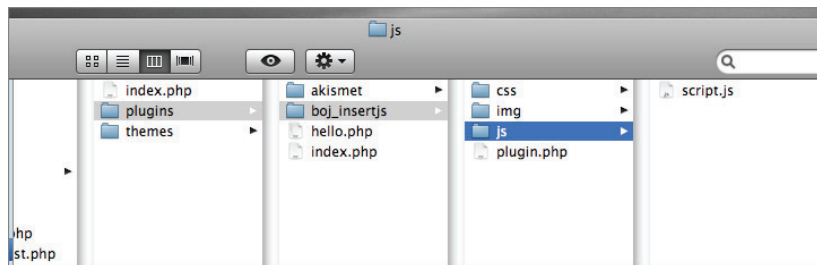 js
index.php
plugins
themes
akismet
boj_insertjs
hello.php
index.php
css
img
js
plugin.php
script.js
st.php